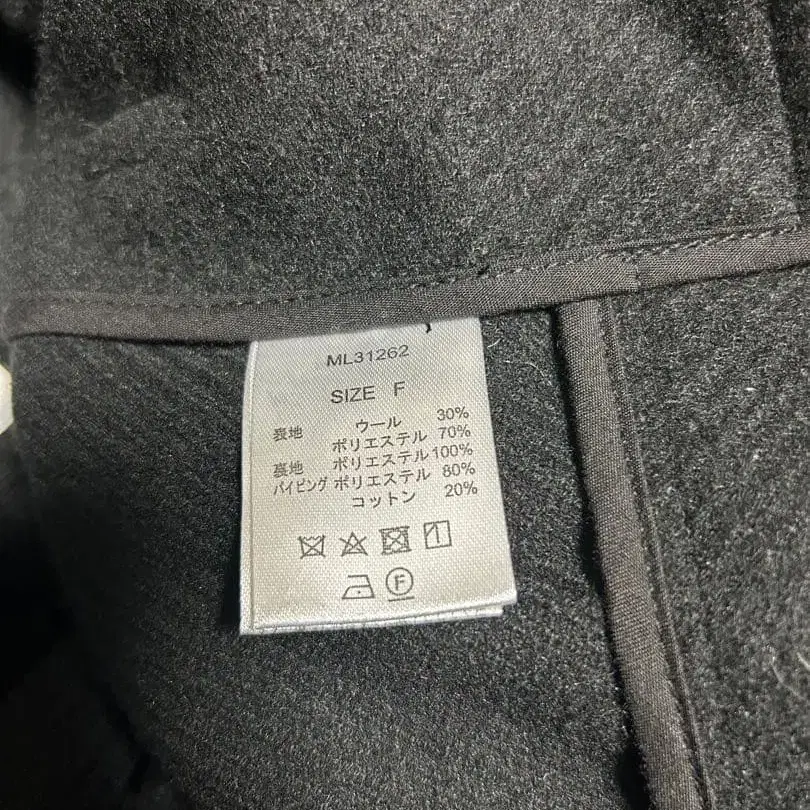 ML31262
SIZE F
表地 ウール 30%
ポリエステル 70%
裏地 ポリエステル 100%
パイピング ポリエステル 80%
コットン 20%
F